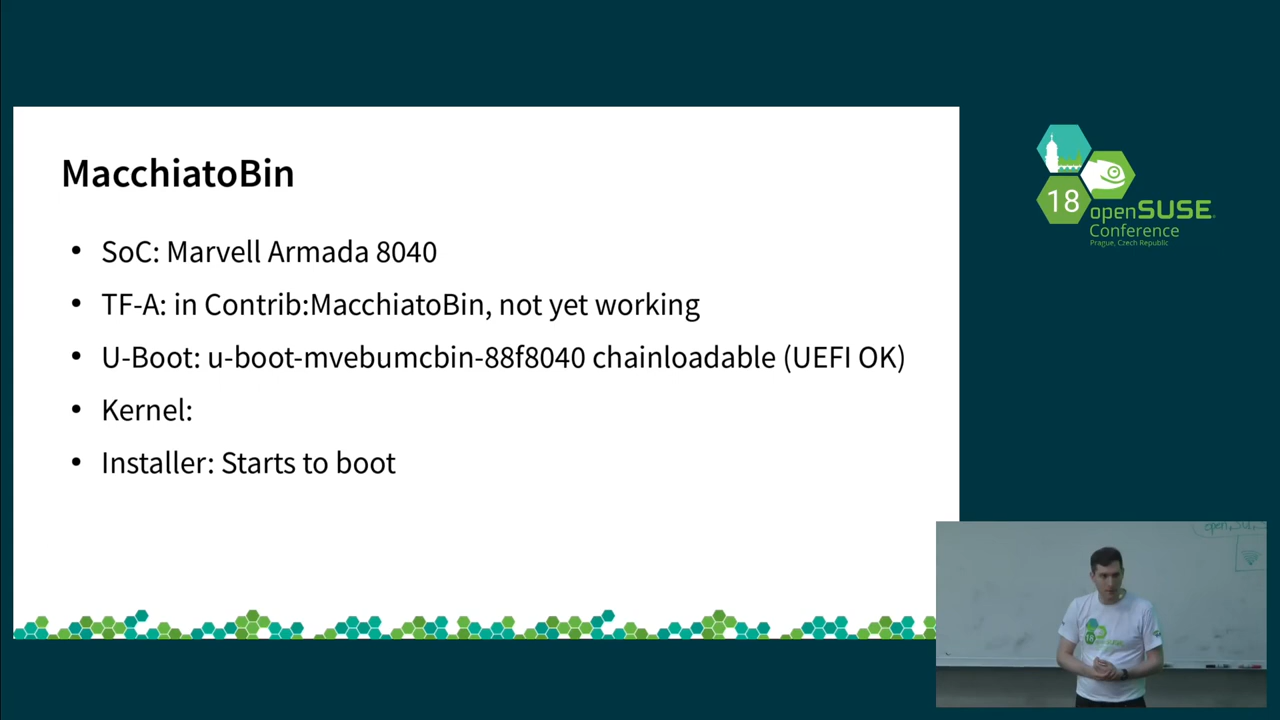 MacchiatoBin
• SoC: Marvell Armada 8040
• TF-A: in Contrib:MacchiatoBin, not yet working
• U-Boot: u-boot-mvebumcbin-88f8040 chainloadable (UEFI OK)
• Kernel:
• Installer: Starts to boot
18
openSUSE
Conference
Prague, Czech Republic
18